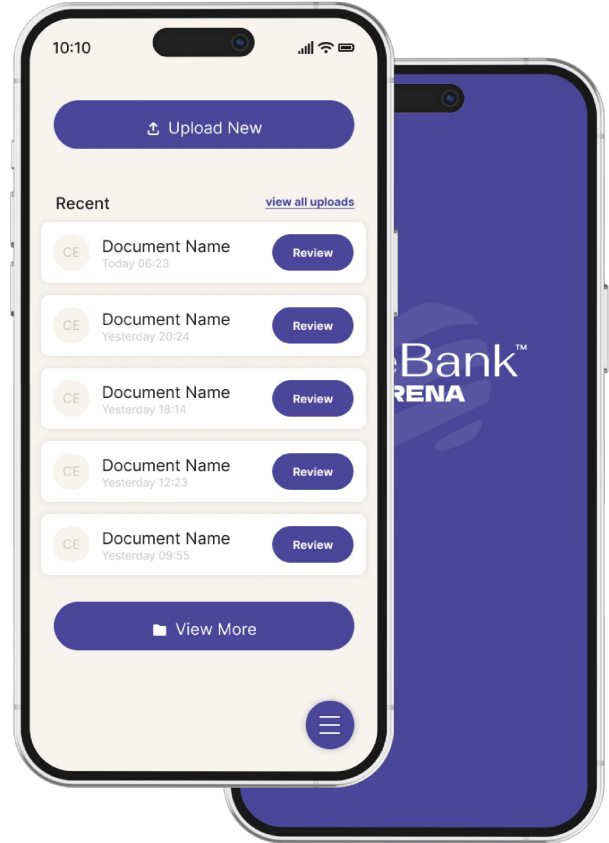 10:10
Upload New
Recent
view all uploads
CE
Document Name
Today 06:23
Review
CE
Document Name
Yesterday 20:24
Review
CE
Document Name
Yesterday 18:14
Review
CE
Document Name
Yesterday 12:23
Review
CE
Document Name
Yesterday 09:55
Review
View More
eBank™
RENA